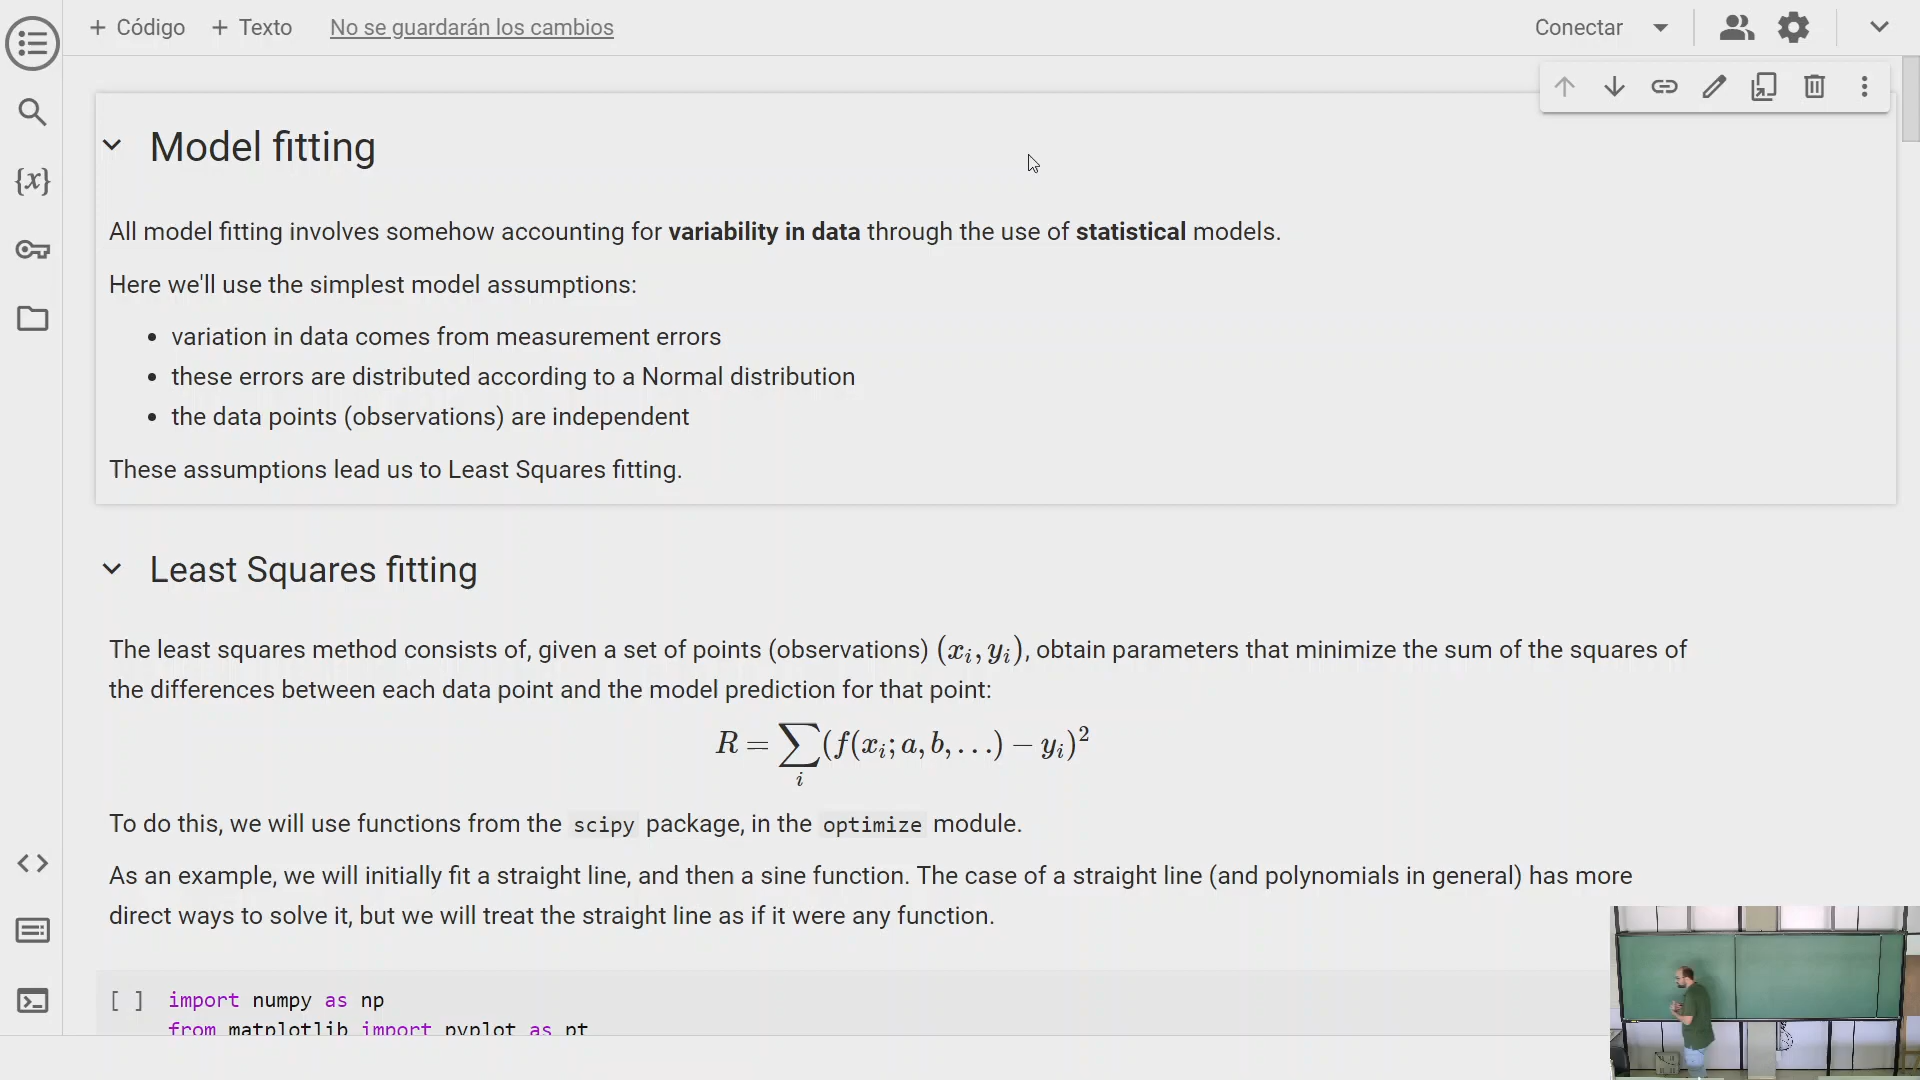 + Código + Texto No se guardarán los cambios Conectar
{x}
Model fitting
All model fitting involves somehow accounting for variability in data through the use of statistical models.
Here we'll use the simplest model assumptions:
• variation in data comes from measurement errors
• these errors are distributed according to a Normal distribution
• the data points (observations) are independent
These assumptions lead us to Least Squares fitting.
Least Squares fitting
The least squares method consists of, given a set of points (observations) (xᵢ, yᵢ), obtain parameters that minimize the sum of the squares of
the differences between each data point and the model prediction for that point:
R = ∑ᵢ (f(xᵢ; a, b, …) − yᵢ)²
To do this, we will use functions from the scipy package, in the optimize module.
As an example, we will initially fit a straight line, and then a sine function. The case of a straight line (and polynomials in general) has more
direct ways to solve it, but we will treat the straight line as if it were any function.
[ ] import numpy as np
from matplotlib import pyplot as pt